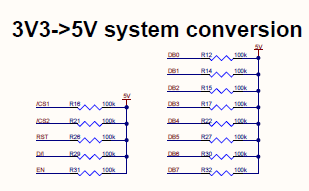 3V3->5V system conversion
5V
DB0 R12 100k
DB1 R14 100k
DB2 R15 100k
5V
/CS1 R16 100k
DB3 R17 100k
/CS2 R21 100k
DB4 R22 100k
RST R26 100k
DB5 R27 100k
D/I R29 100k
DB6 R30 100k
EN R31 100k
DB7 R32 100k